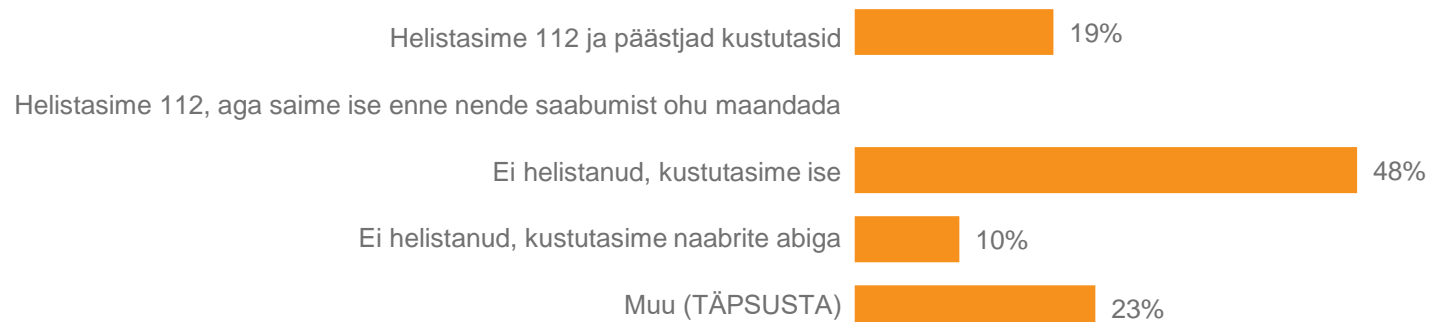 Helistasime 112 ja päästjad kustutasid 19%
Helistasime 112, aga saime ise enne nende saabumist ohu maandada
Ei helistanud, kustutasime ise 48%
Ei helistanud, kustutasime naabrite abiga 10%
Muu (TÄPSUSTA) 23%